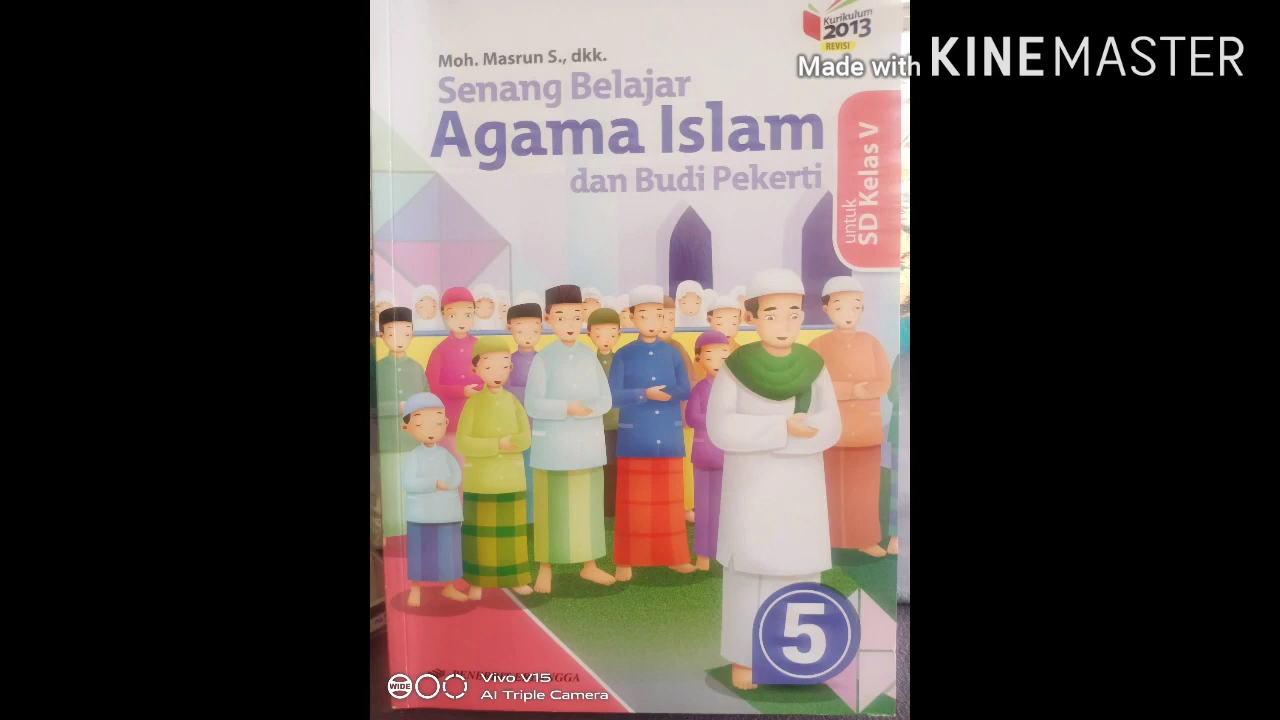 Kurikulum
2013
REVISI
Made with KINEMASTER
Moh. Masrun S., dkk.
Senang Belajar
Agama Islam
dan Budi Pekerti
untuk
SD Kelas V
5
WIDE
Vivo V15
AI Triple Camera